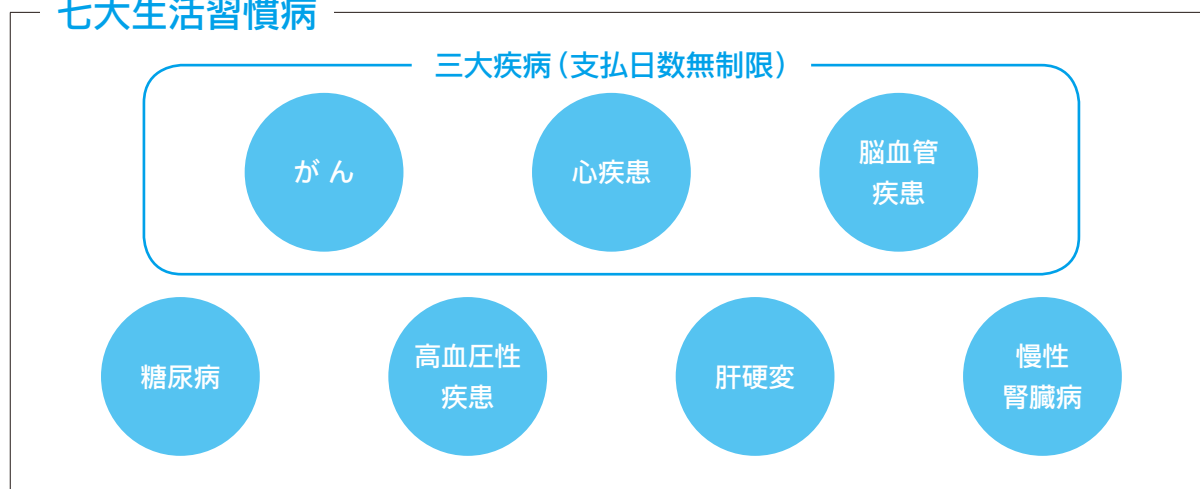 七大生活習慣病
三大疾病（支払日数無制限）
がん
心疾患
脳血管
疾患
糖尿病
高血圧性
疾患
肝硬変
慢性
腎臓病